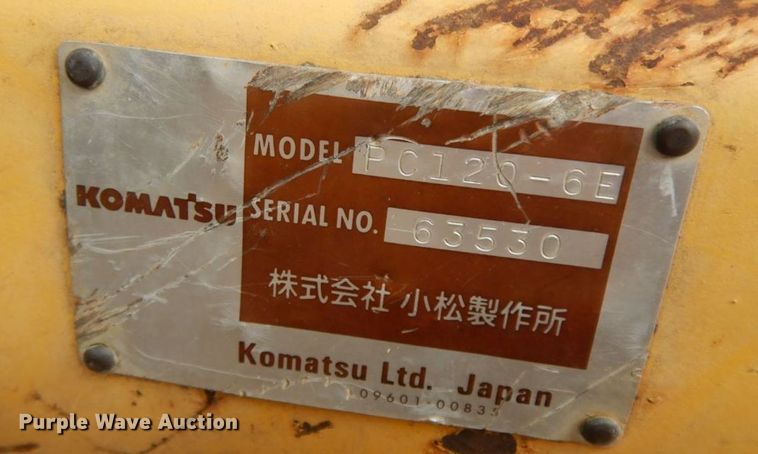 MODEL PC120-6E
KOMATSU
SERIAL NO. 63530
株式会社 小松製作所
Komatsu Ltd. Japan
09601-00835
Purple Wave Auction